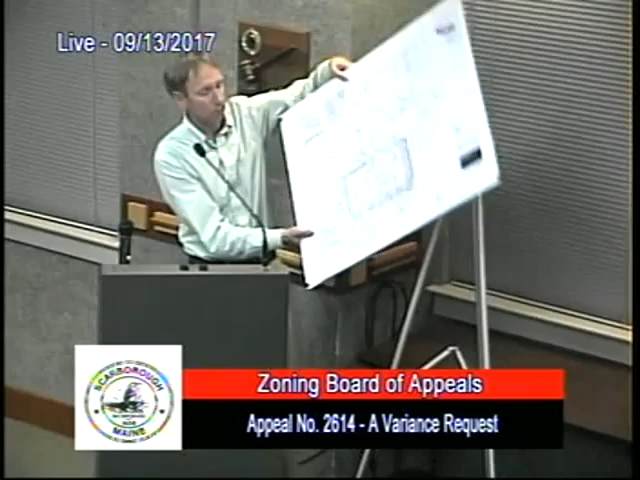 Live - 09/13/2017
SCARBOROUGH
MAINE
Zoning Board of Appeals
Appeal No. 2614 - A Variance Request